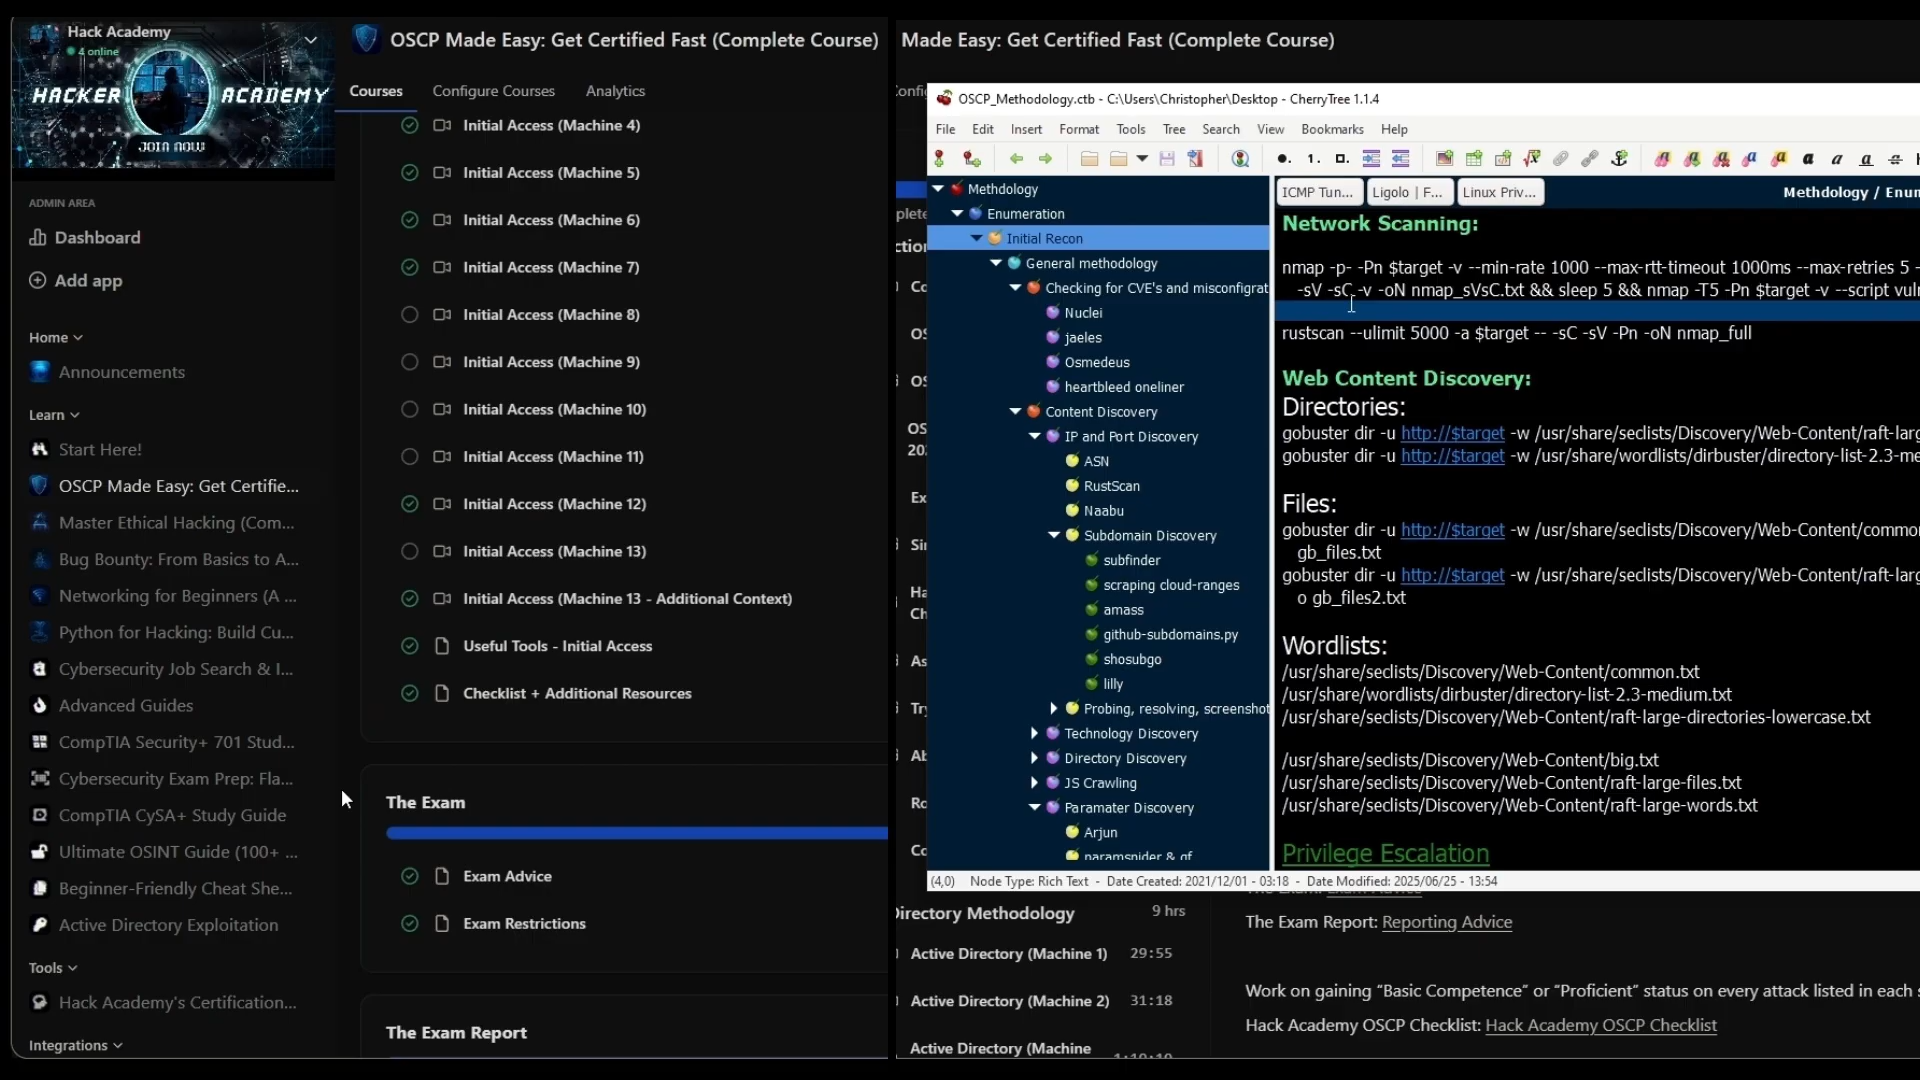 Hack Academy
4 online
HACKER ACADEMY
JOIN NOW
ADMIN AREA
Dashboard
Add app
Home
Announcements
Learn
Start Here!
OSCP Made Easy: Get Certifie...
Master Ethical Hacking (Com...
Bug Bounty: From Basics to A...
Networking for Beginners (A ...
Python for Hacking: Build Cu...
Cybersecurity Job Search & I...
Advanced Guides
CompTIA Security+ 701 Stud...
Cybersecurity Exam Prep: Fla...
CompTIA CySA+ Study Guide
Ultimate OSINT Guide (100+ ...
Beginner-Friendly Cheat She...
Active Directory Exploitation
Tools
Hack Academy's Certification...
Integrations
OSCP Made Easy: Get Certified Fast (Complete Course)
Courses Configure Courses Analytics
Initial Access (Machine 4)
Initial Access (Machine 5)
Initial Access (Machine 6)
Initial Access (Machine 7)
Initial Access (Machine 8)
Initial Access (Machine 9)
Initial Access (Machine 10)
Initial Access (Machine 11)
Initial Access (Machine 12)
Initial Access (Machine 13)
Initial Access (Machine 13 - Additional Context)
Useful Tools - Initial Access
Checklist + Additional Resources
The Exam
Exam Advice
Exam Restrictions
The Exam Report
Made Easy: Get Certified Fast (Complete Course)
OSCP_Methodology.ctb - C:\Users\Christopher\Desktop - CherryTree 1.1.4
File Edit Insert Format Tools Tree Search View Bookmarks Help
Methdology
Enumeration
Initial Recon
General methodology
Checking for CVE's and misconfigrat
Nuclei
jaeles
Osmedeus
heartbleed oneliner
Content Discovery
IP and Port Discovery
ASN
RustScan
Naabu
Subdomain Discovery
subfinder
scraping cloud-ranges
amass
github-subdomains.py
shosubgo
lilly
Probing, resolving, screenshot
Technology Discovery
Directory Discovery
JS Crawling
Paramater Discovery
Arjun
paramspider & gf
ICMP Tun... Ligolo | F... Linux Priv... Methdology / Enum
Network Scanning:
nmap -p- -Pn $target -v --min-rate 1000 --max-rtt-timeout 1000ms --max-retries 5 -
-sV -sC -v -oN nmap_sVsC.txt && sleep 5 && nmap -T5 -Pn $target -v --script vuln
rustscan --ulimit 5000 -a $target -- -sC -sV -Pn -oN nmap_full
Web Content Discovery:
Directories:
gobuster dir -u http://$target -w /usr/share/seclists/Discovery/Web-Content/raft-larg
gobuster dir -u http://$target -w /usr/share/wordlists/dirbuster/directory-list-2.3-me
Files:
gobuster dir -u http://$target -w /usr/share/seclists/Discovery/Web-Content/common
gb_files.txt
gobuster dir -u http://$target -w /usr/share/seclists/Discovery/Web-Content/raft-larg
o gb_files2.txt
Wordlists:
/usr/share/seclists/Discovery/Web-Content/common.txt
/usr/share/wordlists/dirbuster/directory-list-2.3-medium.txt
/usr/share/seclists/Discovery/Web-Content/raft-large-directories-lowercase.txt
/usr/share/seclists/Discovery/Web-Content/big.txt
/usr/share/seclists/Discovery/Web-Content/raft-large-files.txt
/usr/share/seclists/Discovery/Web-Content/raft-large-words.txt
Privilege Escalation
(4,0) Node Type: Rich Text - Date Created: 2021/12/01 - 03:18 - Date Modified: 2025/06/25 - 13:54
Directory Methodology 9 hrs
Active Directory (Machine 1) 29:55
Active Directory (Machine 2) 31:18
Active Directory (Machine
The Exam Report: Reporting Advice
Work on gaining “Basic Competence” or “Proficient” status on every attack listed in each s
Hack Academy OSCP Checklist: Hack Academy OSCP Checklist